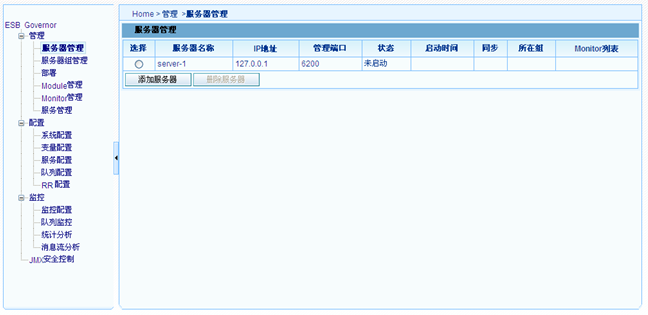 ESB Governor
管理
服务器管理
服务器组管理
部署
Module管理
Monitor管理
服务管理
配置
系统配置
变量配置
服务配置
队列配置
RR 配置
监控
监控配置
队列监控
统计分析
消息流分析
JMX安全控制
Home > 管理 >服务器管理
服务器管理
选择 服务器名称 IP地址 管理端口 状态 启动时间 同步 所在组 Monitor列表
server-1 127.0.0.1 6200 未启动
添加服务器 删除服务器